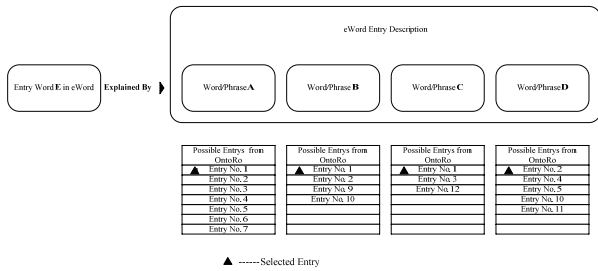 eWord Entry Description
Entry Word E in eWord
Explained By
Word/Phrase A
Word/Phrase B
Word/Phrase C
Word/Phrase D
Possible Entrys from
OntoRo
Entry No. 1
Entry No. 2
Entry No. 3
Entry No. 4
Entry No. 5
Entry No. 6
Entry No. 7
Possible Entrys from
OntoRo
Entry No. 1
Entry No. 2
Entry No. 9
Entry No. 10
Possible Entrys from
OntoRo
Entry No. 1
Entry No. 3
Entry No. 12
Possible Entrys from
OntoRo
Entry No. 2
Entry No. 4
Entry No. 5
Entry No. 10
Entry No. 11
------Selected Entry